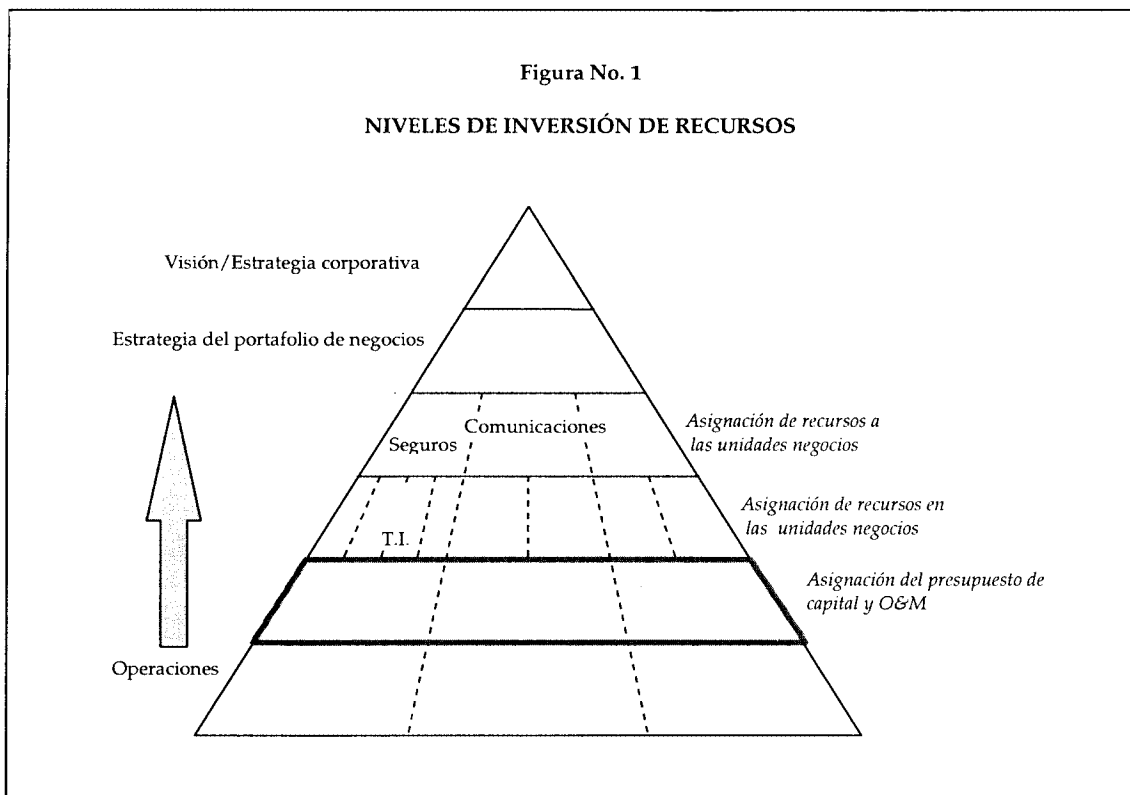 Figura No. 1
NIVELES DE INVERSIÓN DE RECURSOS
Visión/Estrategia corporativa
Estrategia del portafolio de negocios
Comunicaciones
Seguros
Asignación de recursos a
las unidades negocios
Asignación de recursos en
las unidades negocios
T.I.
Asignación del presupuesto de
capital y O&M
Operaciones